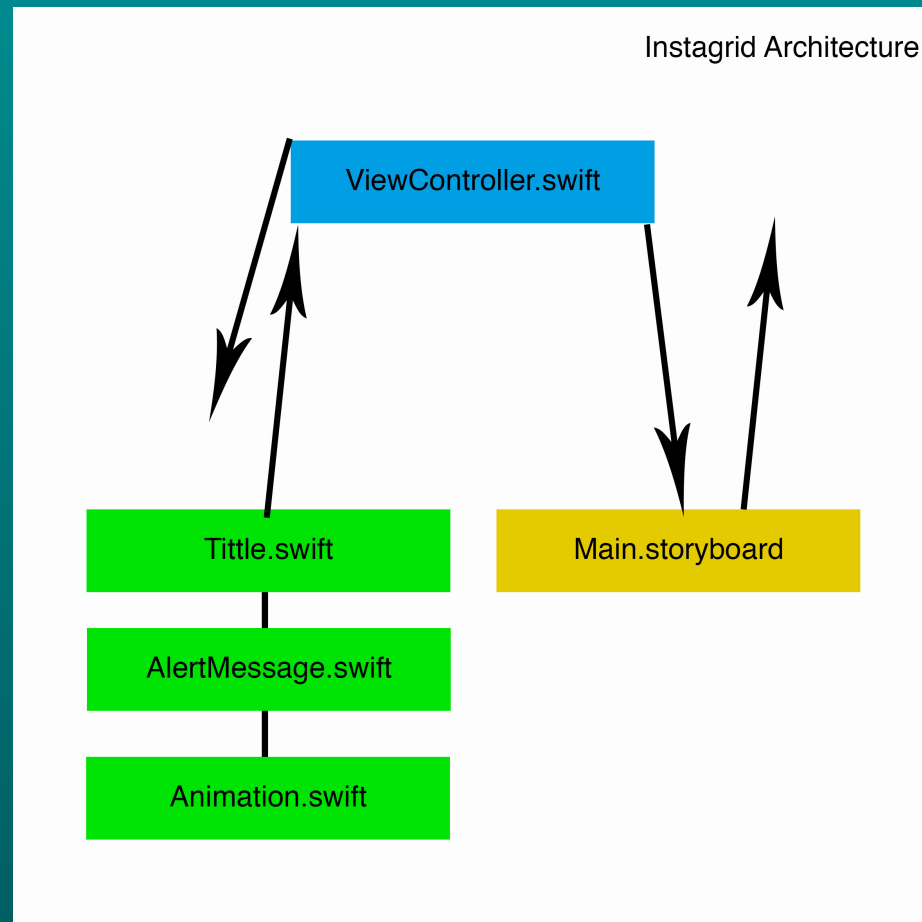 Instagrid Architecture
ViewController.swift
Tittle.swift
Main.storyboard
AlertMessage.swift
Animation.swift